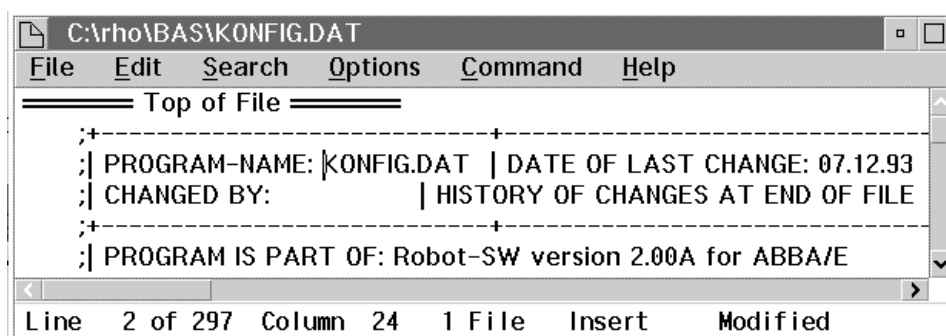 C:\rho\BAS\KONFIG.DAT
File Edit Search Options Command Help
═══════ Top of File ═══════
;+-----------------------------+--------------------------------
;| PROGRAM-NAME: KONFIG.DAT | DATE OF LAST CHANGE: 07.12.93
;| CHANGED BY: | HISTORY OF CHANGES AT END OF FILE
;+-----------------------------+--------------------------------
;| PROGRAM IS PART OF: Robot-SW version 2.00A for ABBA/E
Line 2 of 297 Column 24 1 File Insert Modified